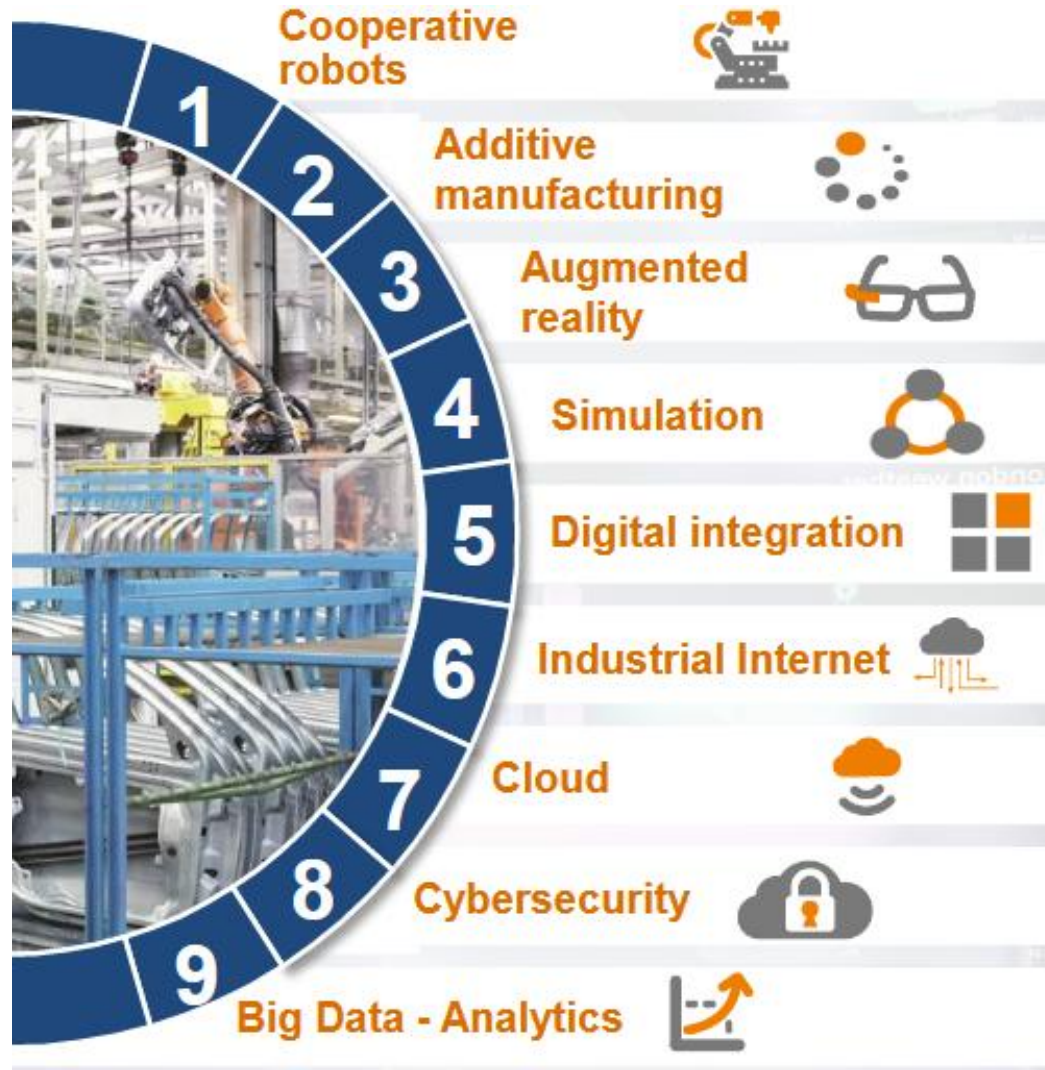 1
Cooperative
robots
2
Additive
manufacturing
3
Augmented
reality
4
Simulation
5
Digital integration
6
Industrial Internet
7
Cloud
8
Cybersecurity
9
Big Data - Analytics